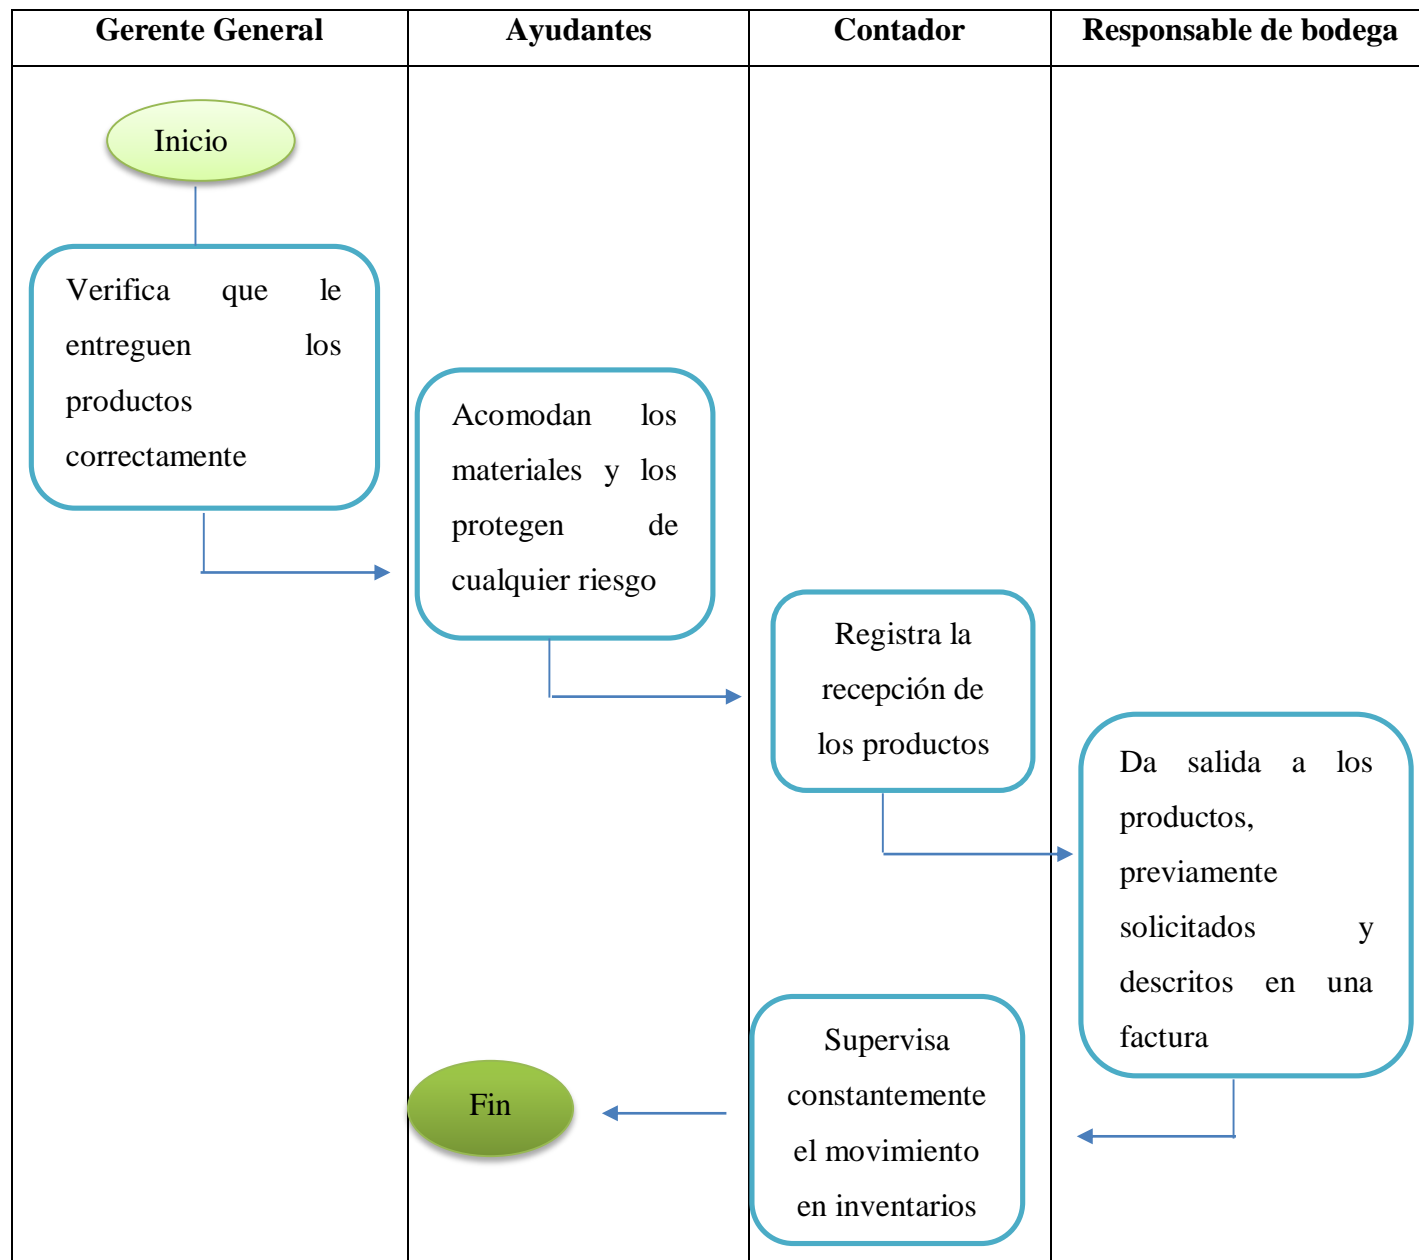 Gerente General
Ayudantes
Contador
Responsable de bodega
Inicio
Verifica que le
entreguen los
productos
correctamente
Acomodan los
materiales y los
protegen de
cualquier riesgo
Registra la
recepción de
los productos
Da salida a los
productos,
previamente
solicitados y
descritos en una
factura
Supervisa
constantemente
el movimiento
en inventarios
Fin